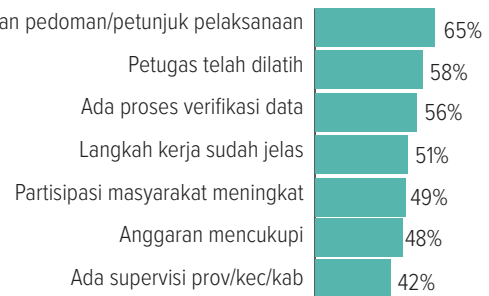 an pedoman/petunjuk pelaksanaan 65%
Petugas telah dilatih 58%
Ada proses verifikasi data 56%
Langkah kerja sudah jelas 51%
Partisipasi masyarakat meningkat 49%
Anggaran mencukupi 48%
Ada supervisi prov/kec/kab 42%